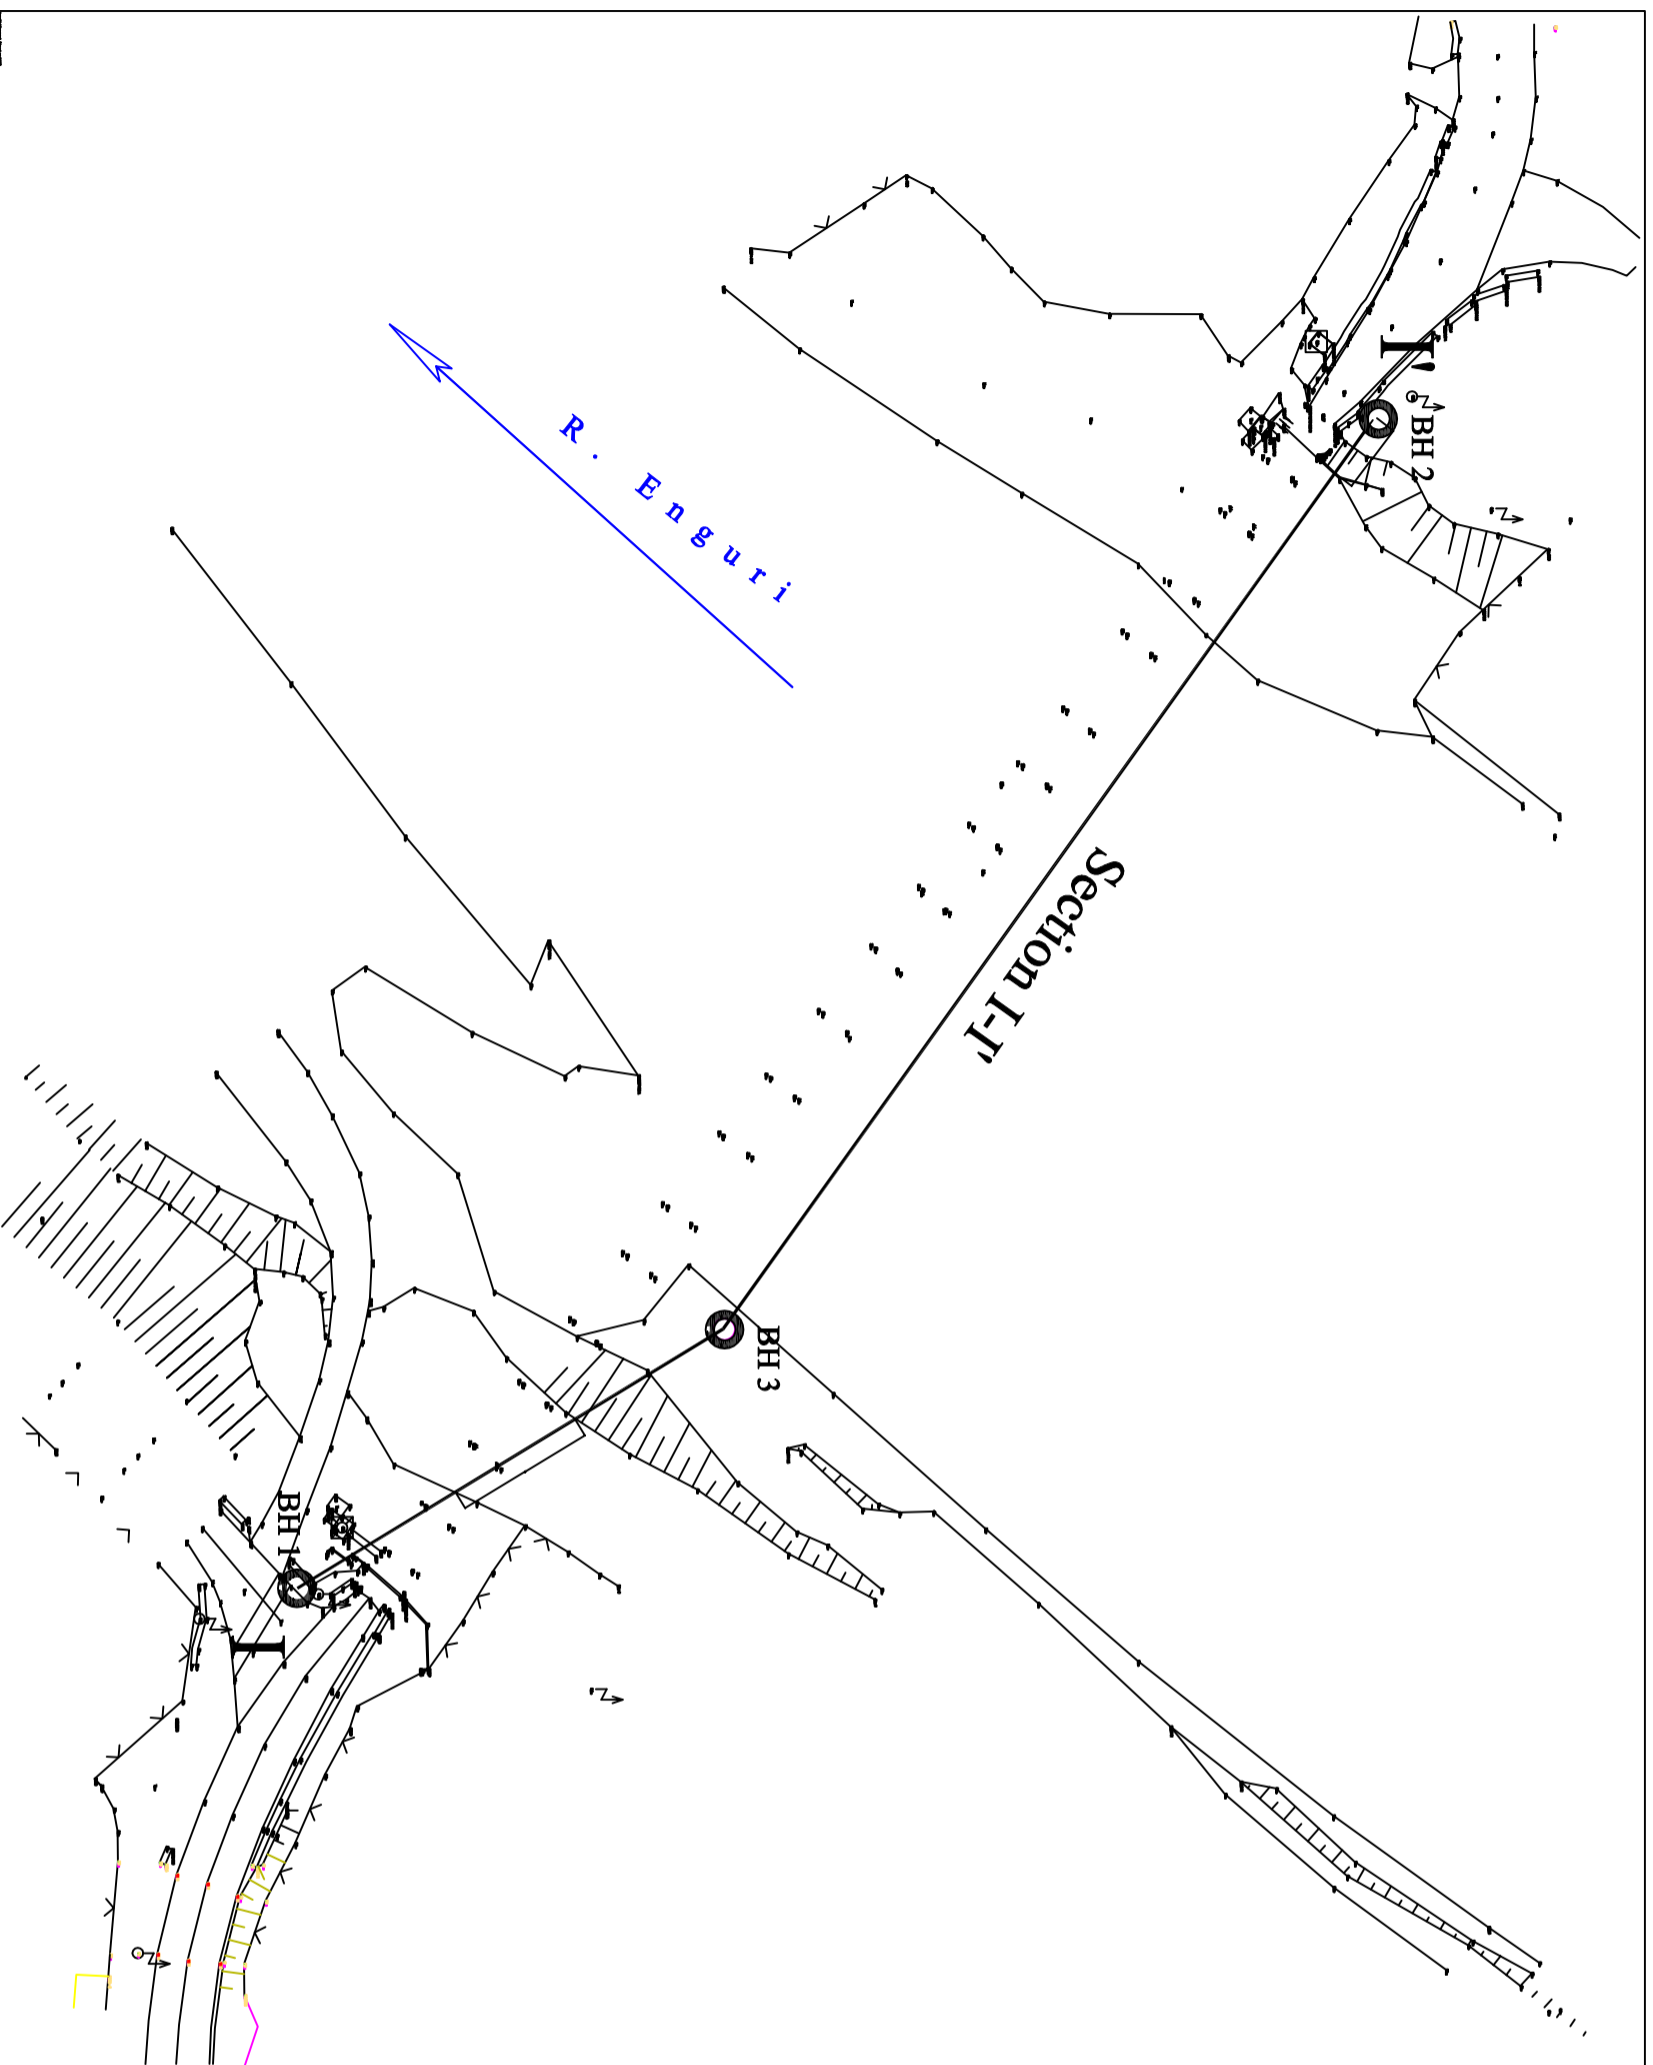 I'
BH 2
R. Enguri
Section I-I'
BH 3
BH 1
I